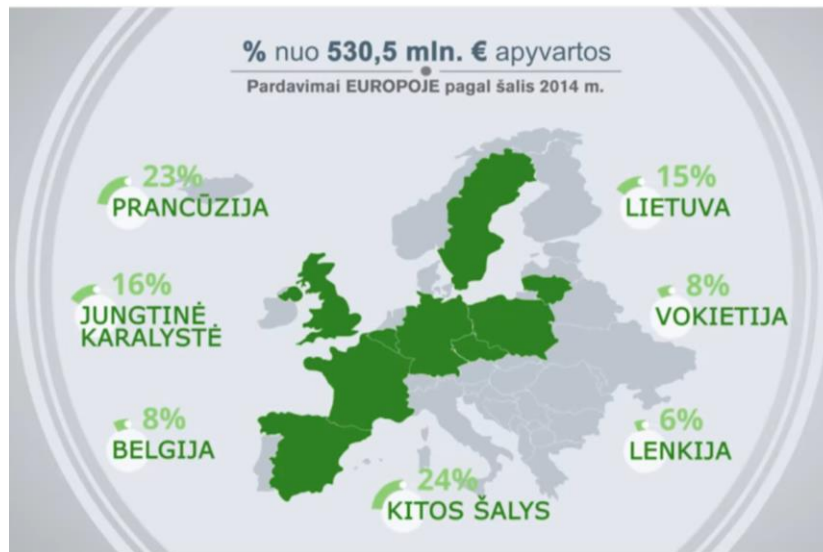 % nuo 530,5 mln. € apyvartos
Pardavimai EUROPOJE pagal šalis 2014 m.
23%
PRANCŪZIJA
15%
LIETUVA
16%
JUNGTINĖ
KARALYSTĖ
8%
VOKIETIJA
8%
BELGIJA
6%
LENKIJA
24%
KITOS ŠALYS